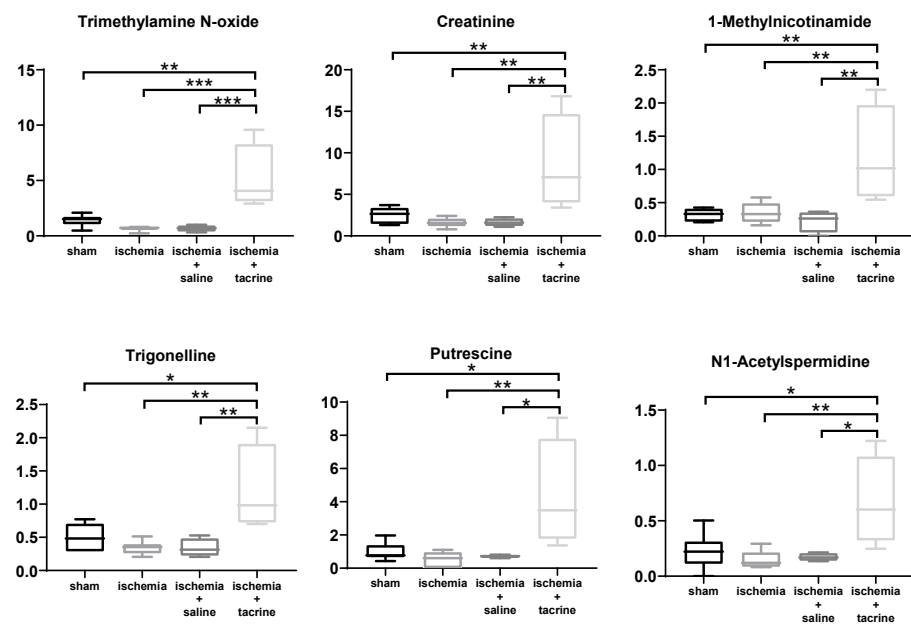 Trimethylamine N-oxide
15
10
5
0
**
***
***
sham
ischemia
ischemia
+
saline
ischemia
+
tacrine
Creatinine
20
15
10
5
0
**
**
**
sham
ischemia
ischemia
+
saline
ischemia
+
tacrine
1-Methylnicotinamide
2.5
2.0
1.5
1.0
0.5
0.0
**
**
**
sham
ischemia
ischemia
+
saline
ischemia
+
tacrine
Trigonelline
2.5
2.0
1.5
1.0
0.5
0.0
*
**
**
sham
ischemia
ischemia
+
saline
ischemia
+
tacrine
Putrescine
10
8
6
4
2
0
*
**
*
sham
ischemia
ischemia
+
saline
ischemia
+
tacrine
N1-Acetylspermidine
1.5
1.0
0.5
0.0
*
**
*
sham
ischemia
ischemia
+
saline
ischemia
+
tacrine